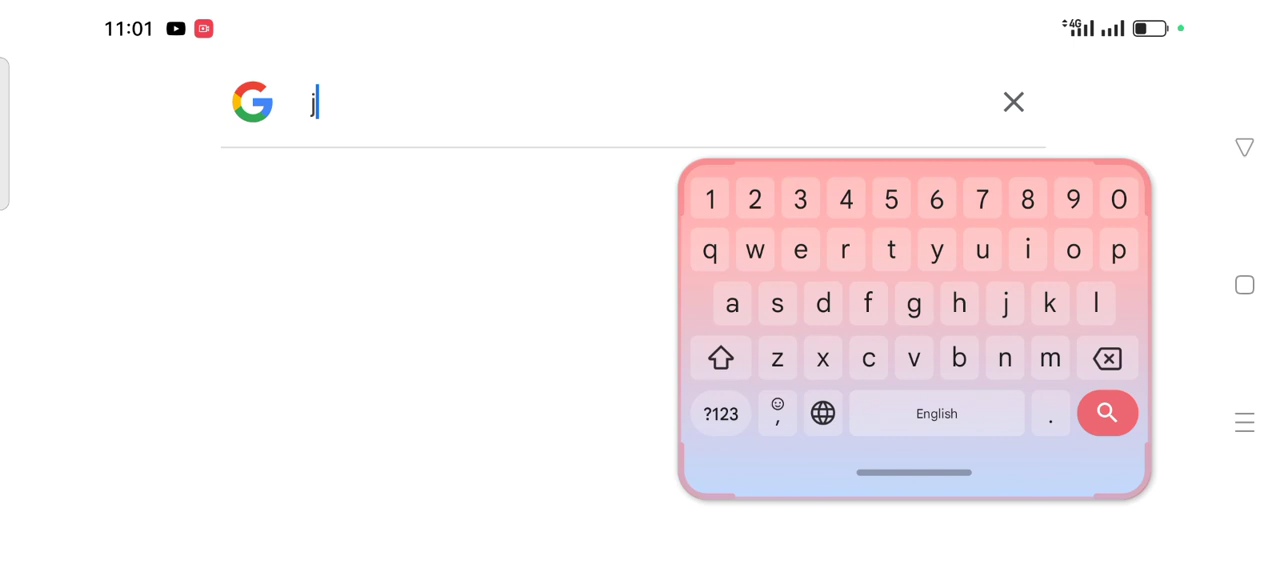 11:01 4G
j
1 2 3 4 5 6 7 8 9 0
q w e r t y u i o p
a s d f g h j k l
z x c v b n m
?123 , English .